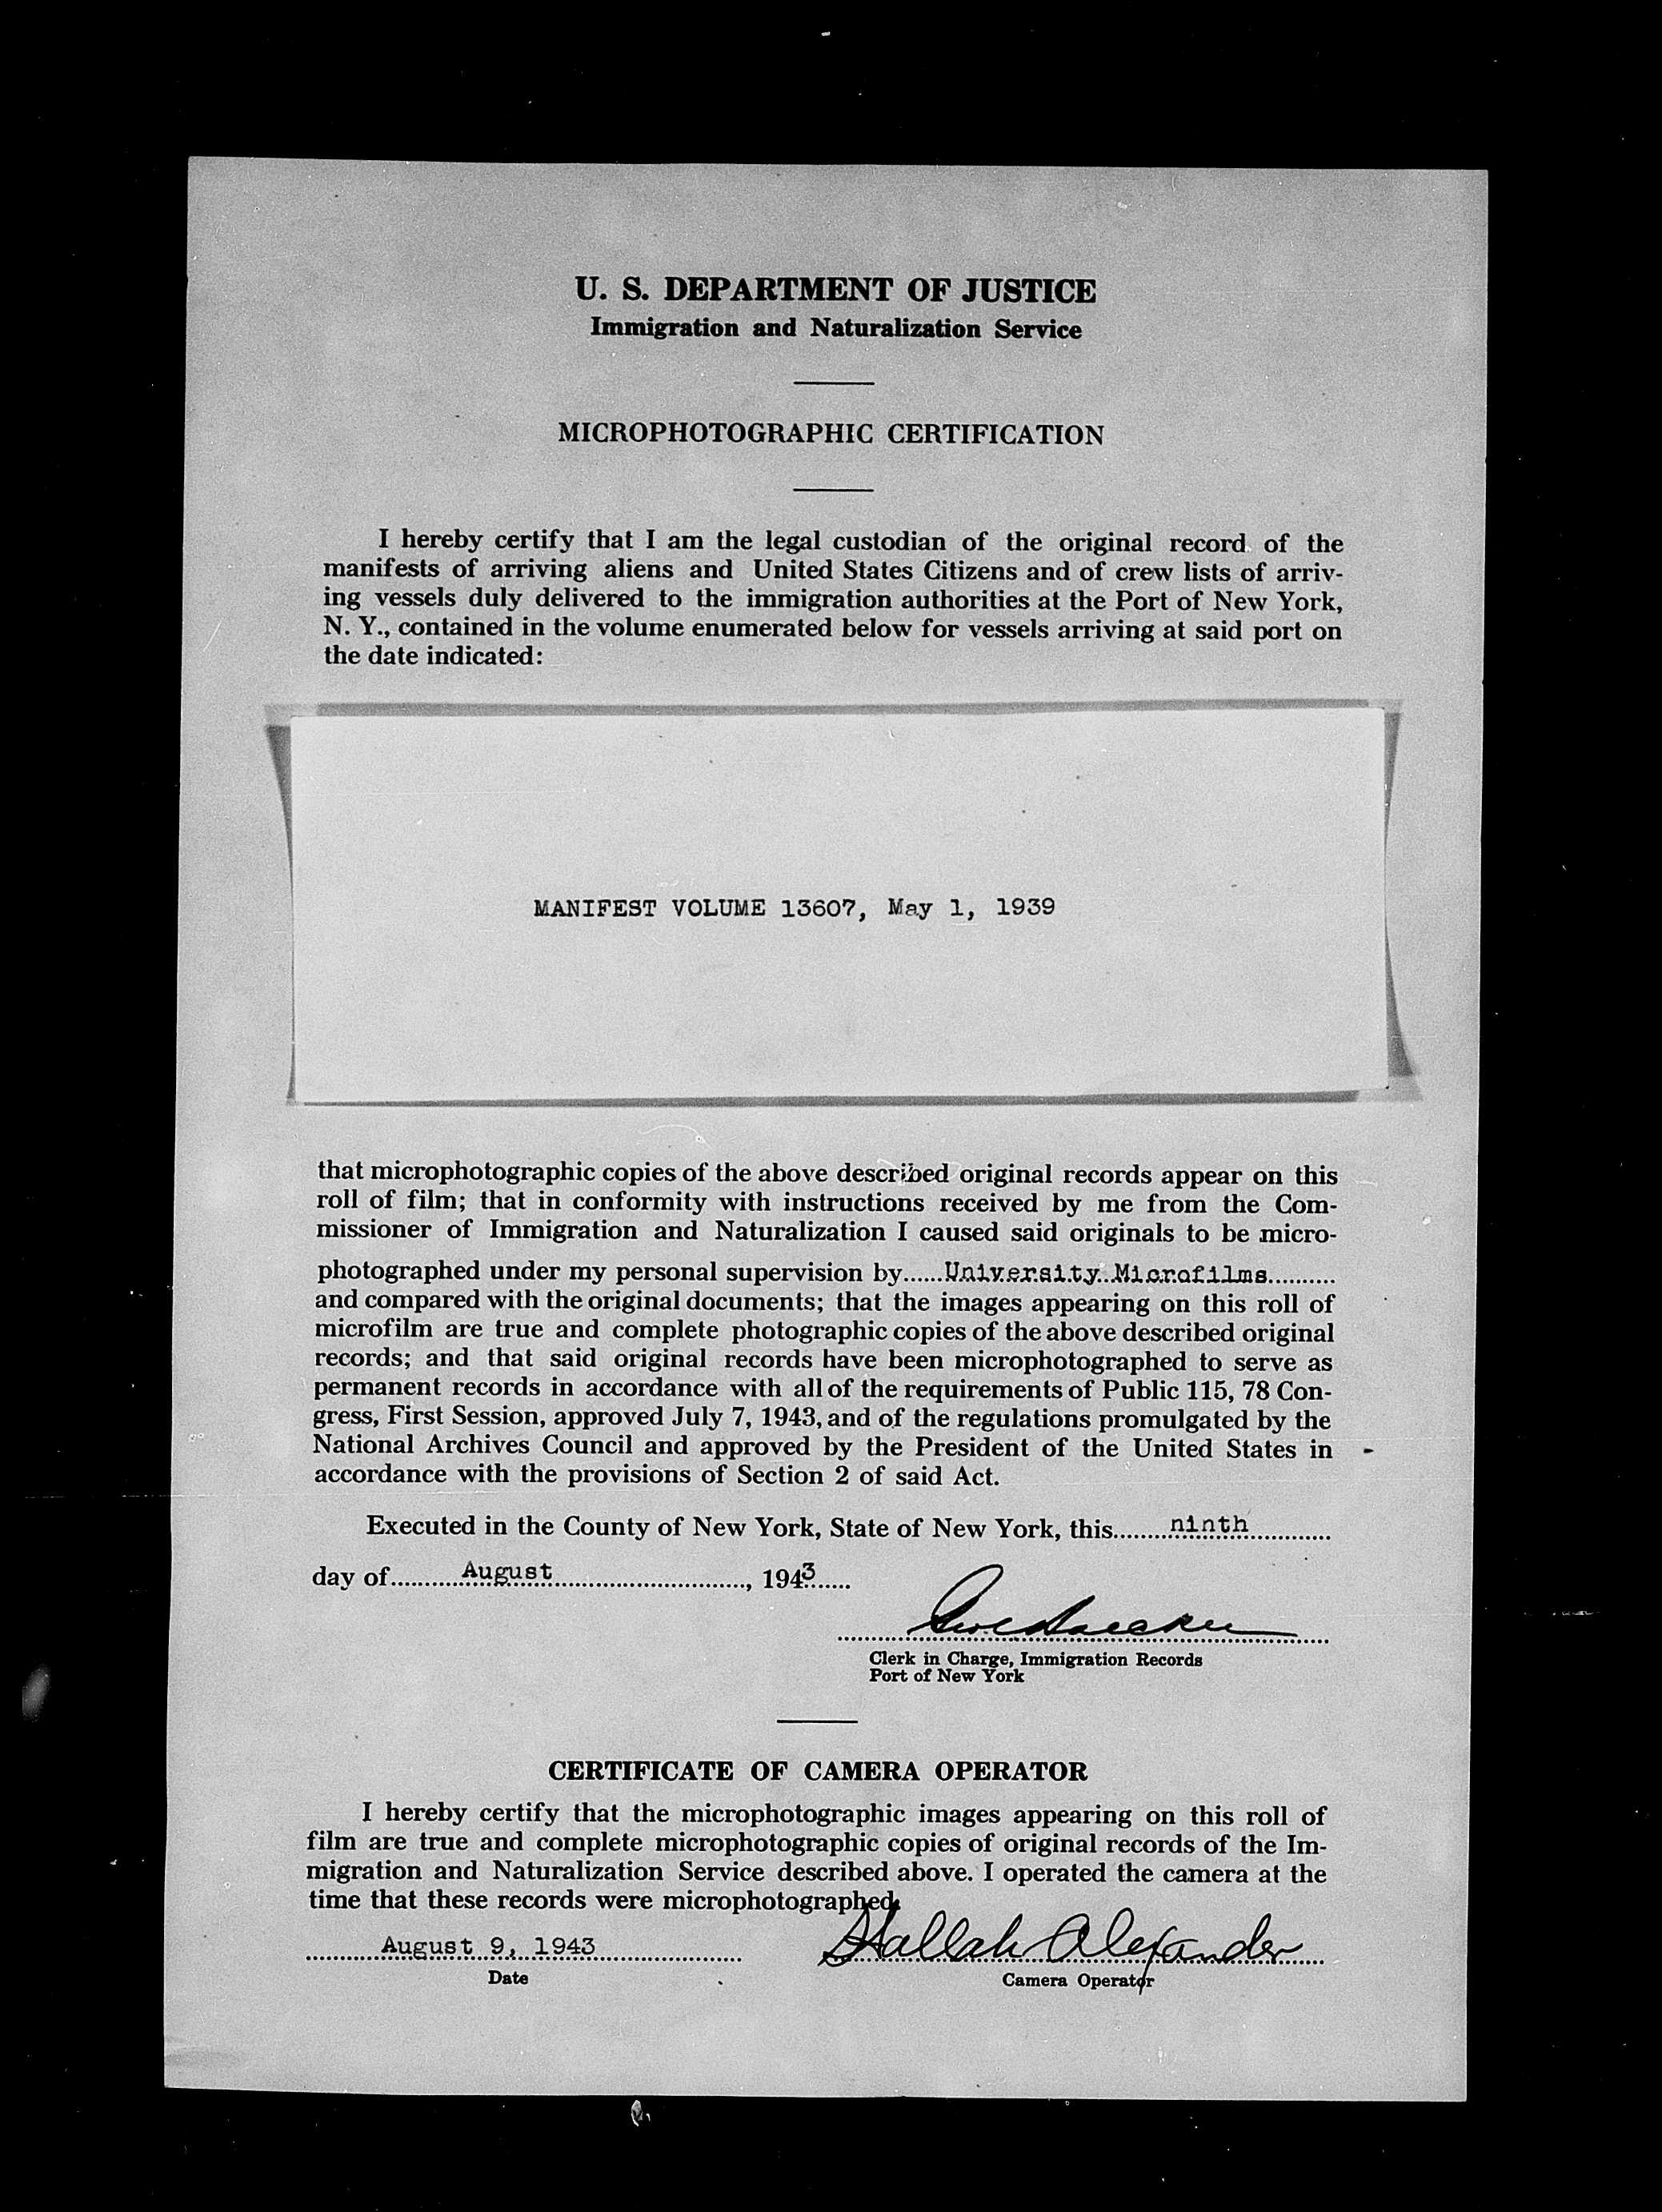 U. S. DEPARTMENT OF JUSTICE
Immigration and Naturalization Service
MICROPHOTOGRAPHIC CERTIFICATION
I hereby certify that I am the legal custodian of the original record of the
manifests of arriving aliens and United States Citizens and of crew lists of arriv-
ing vessels duly delivered to the immigration authorities at the Port of New York,
N. Y., contained in the volume enumerated below for vessels arriving at said port on
the date indicated:
MANIFEST VOLUME 13607, May 1, 1939
that microphotographic copies of the above described original records appear on this
roll of film; that in conformity with instructions received by me from the Com-
missioner of Immigration and Naturalization I caused said originals to be micro-
photographed under my personal supervision by......University Microfilms..........
and compared with the original documents; that the images appearing on this roll of
microfilm are true and complete photographic copies of the above described original
records; and that said original records have been microphotographed to serve as
permanent records in accordance with all of the requirements of Public 115, 78 Con-
gress, First Session, approved July 7, 1943, and of the regulations promulgated by the
National Archives Council and approved by the President of the United States in
accordance with the provisions of Section 2 of said Act.
Executed in the County of New York, State of New York, this.........ninth............
day of...........August............................, 1943......
Clerk in Charge, Immigration Records
Port of New York
CERTIFICATE OF CAMERA OPERATOR
I hereby certify that the microphotographic images appearing on this roll of
film are true and complete microphotographic copies of original records of the Im-
migration and Naturalization Service described above. I operated the camera at the
time that these records were microphotographed.
August 9, 1943
Hallah Alexander
Date
Camera Operator